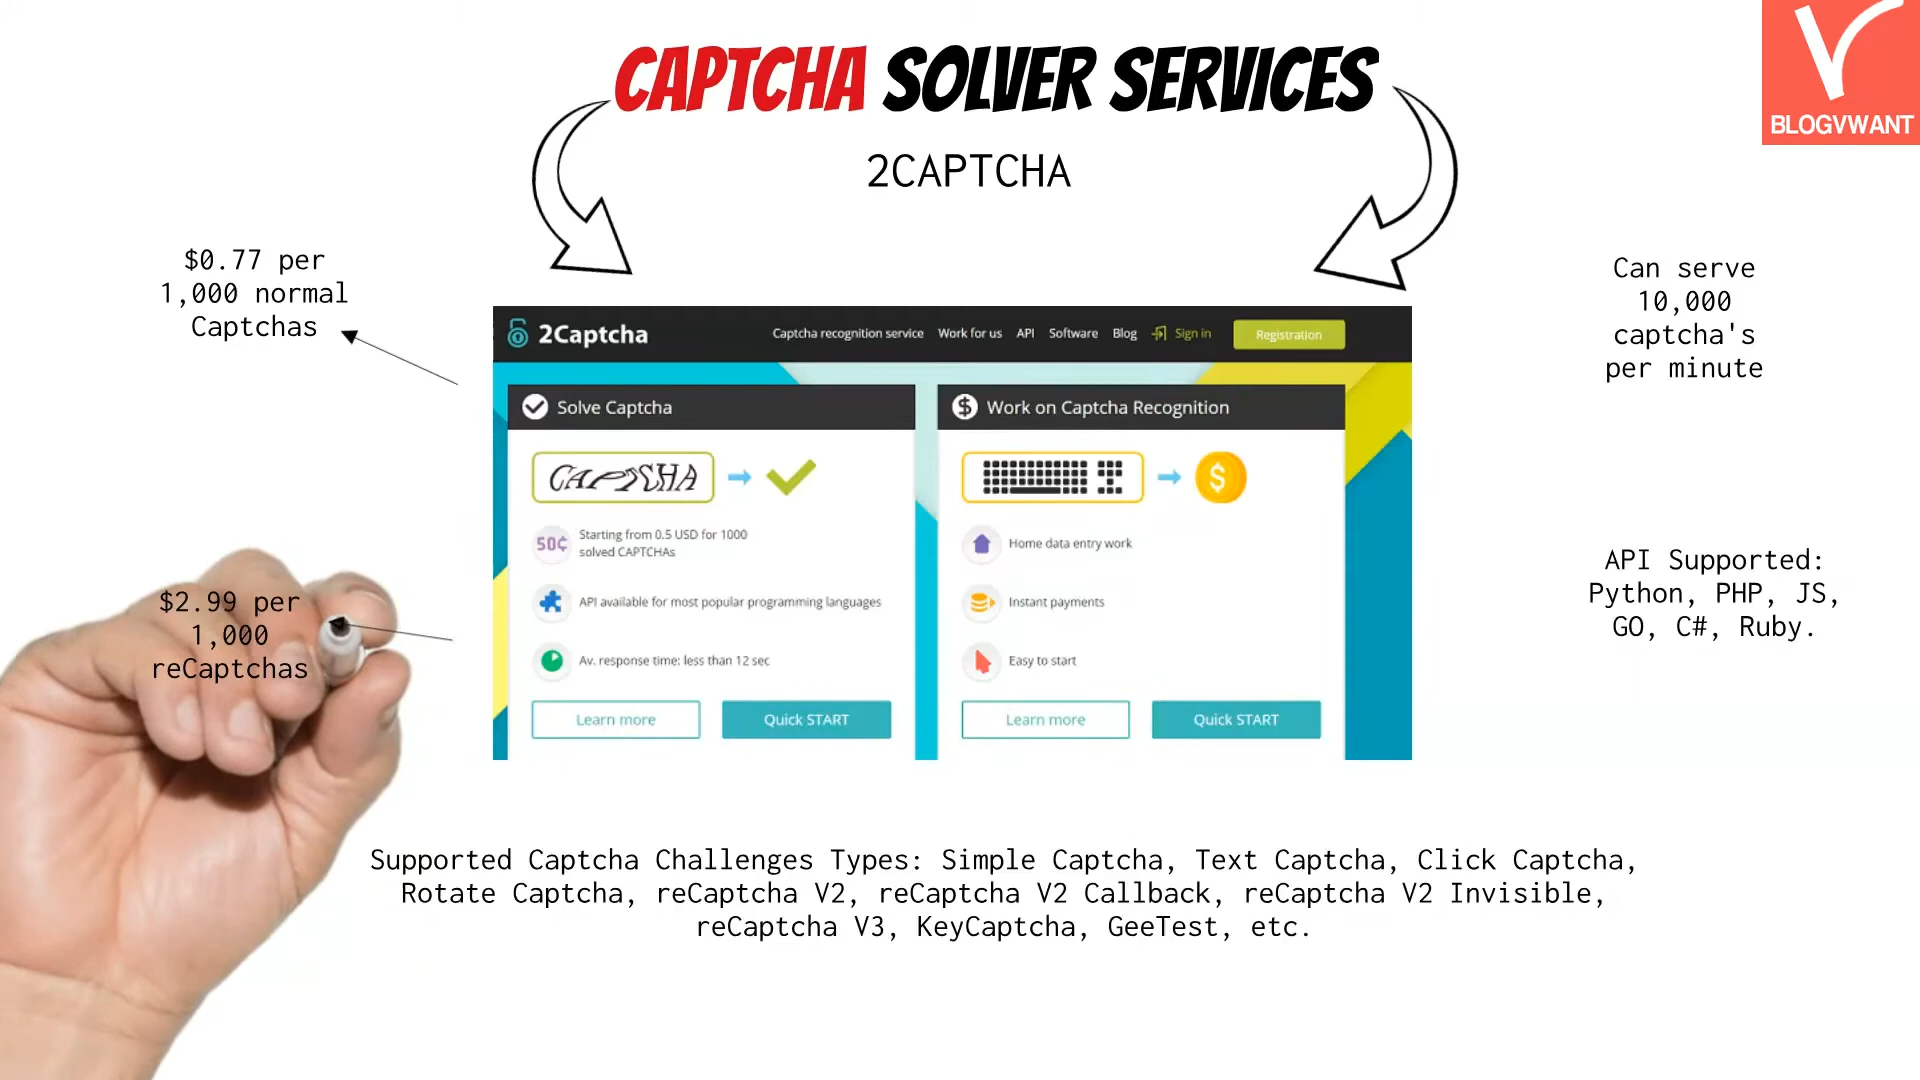 CAPTCHA SOLVER SERVICES
BLOGVWANT
2CAPTCHA
$0.77 per
1,000 normal
Captchas
Can serve
10,000
captcha's
per minute
2Captcha
Captcha recognition service Work for us API Software Blog Sign in Registration
Solve Captcha
CAPTCHA
50¢
Starting from 0.5 USD for 1000
solved CAPTCHAs
API available for most popular programming languages
Av. response time: less than 12 sec
Learn more Quick START
Work on Captcha Recognition
$
Home data entry work
Instant payments
Easy to start
Learn more Quick START
$2.99 per
1,000
reCaptchas
API Supported:
Python, PHP, JS,
GO, C#, Ruby.
Supported Captcha Challenges Types: Simple Captcha, Text Captcha, Click Captcha,
Rotate Captcha, reCaptcha V2, reCaptcha V2 Callback, reCaptcha V2 Invisible,
reCaptcha V3, KeyCaptcha, GeeTest, etc.